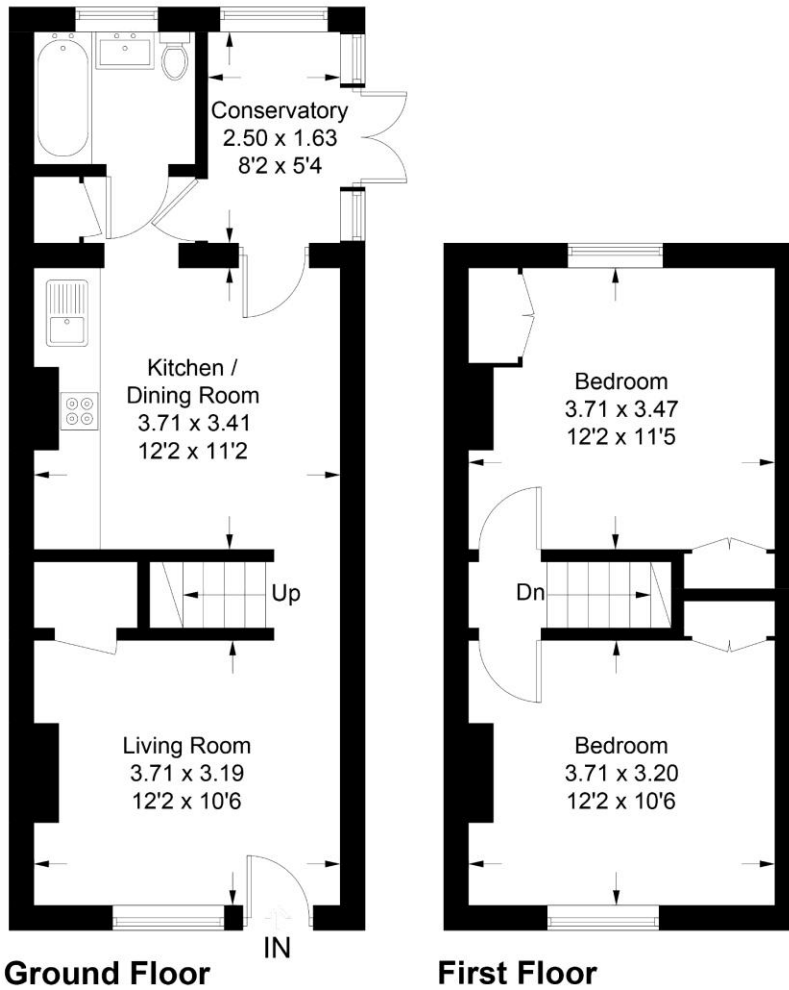 Conservatory
2.50 x 1.63
8'2 x 5'4
Kitchen /
Dining Room
3.71 x 3.41
12'2 x 11'2
Up
Living Room
3.71 x 3.19
12'2 x 10'6
IN
Ground Floor
Bedroom
3.71 x 3.47
12'2 x 11'5
Dn
Bedroom
3.71 x 3.20
12'2 x 10'6
First Floor